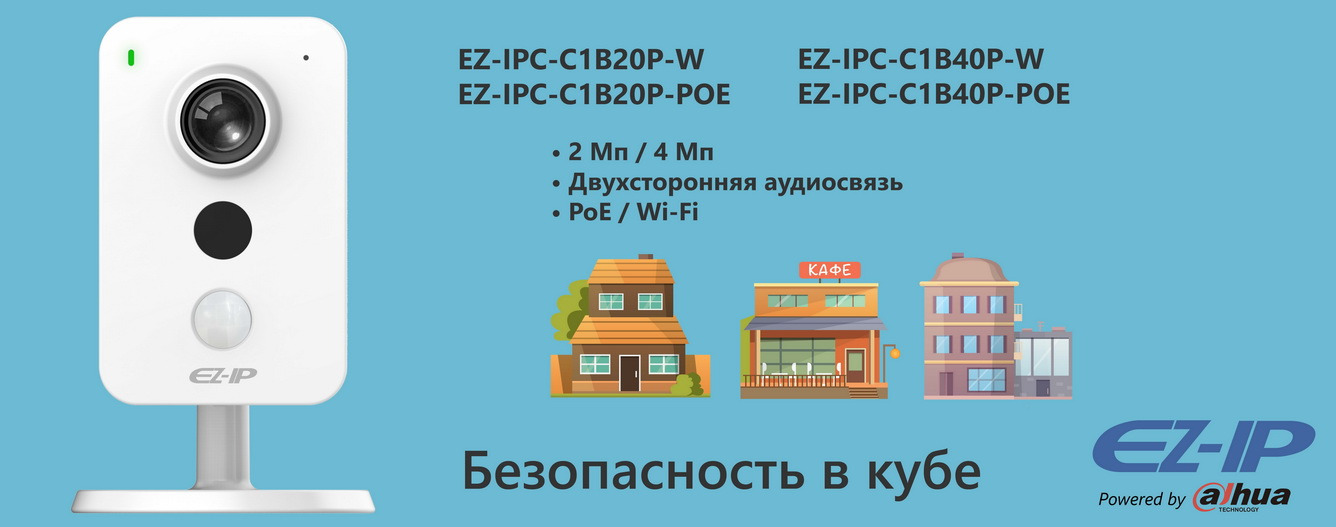 EZ-IPC-C1B20P-W
EZ-IPC-C1B20P-POE
EZ-IPC-C1B40P-W
EZ-IPC-C1B40P-POE
• 2 Мп / 4 Мп
• Двухсторонняя аудиосвязь
• PoE / Wi-Fi
КАФЕ
EZ-IP
Безопасность в кубе
EZ-IP
Powered by alhua
TECHNOLOGY